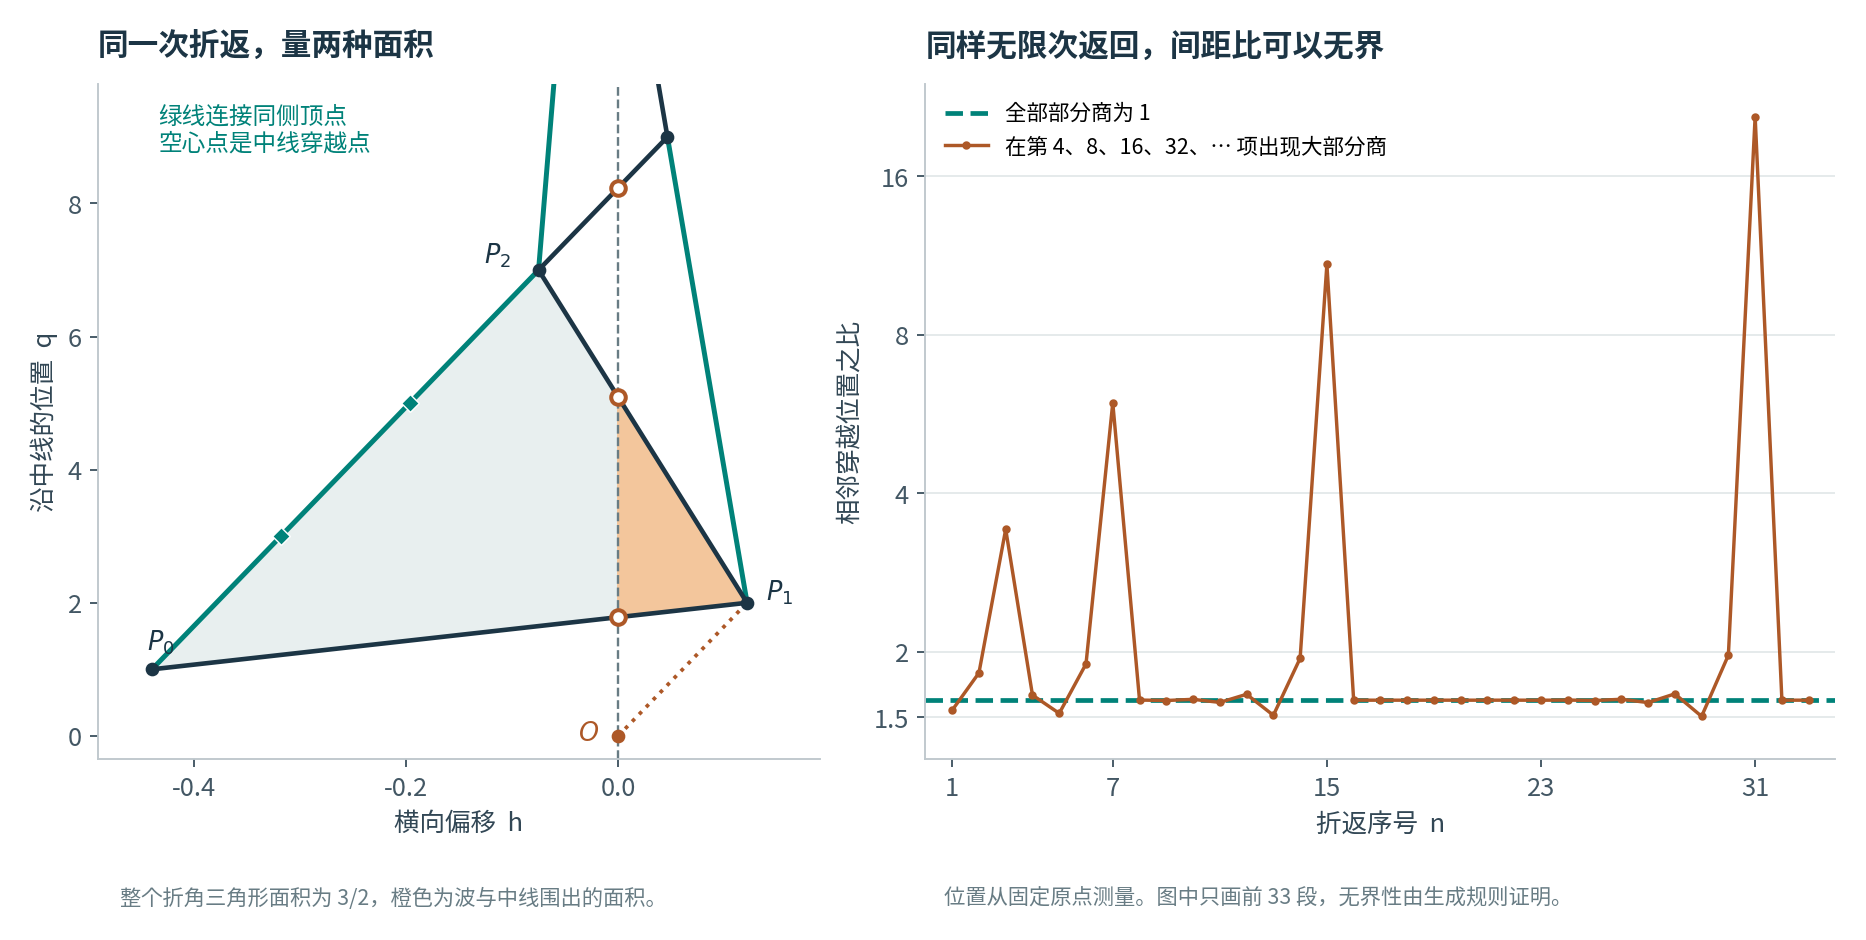 同一次折返，量两种面积
绿线连接同侧顶点
空心点是中线穿越点
沿中线的位置 q
8
6
4
2
0
P₂
P₁
P₀
O
-0.4
-0.2
0.0
横向偏移 h
整个折角三角形面积为 3/2，橙色为波与中线围出的面积。
同样无限次返回，间距比可以无界
全部部分商为 1
在第 4、8、16、32、⋯ 项出现大部分商
相邻穿越位置之比
16
8
4
2
1.5
1
7
15
23
31
折返序号 n
位置从固定原点测量。图中只画前 33 段，无界性由生成规则证明。